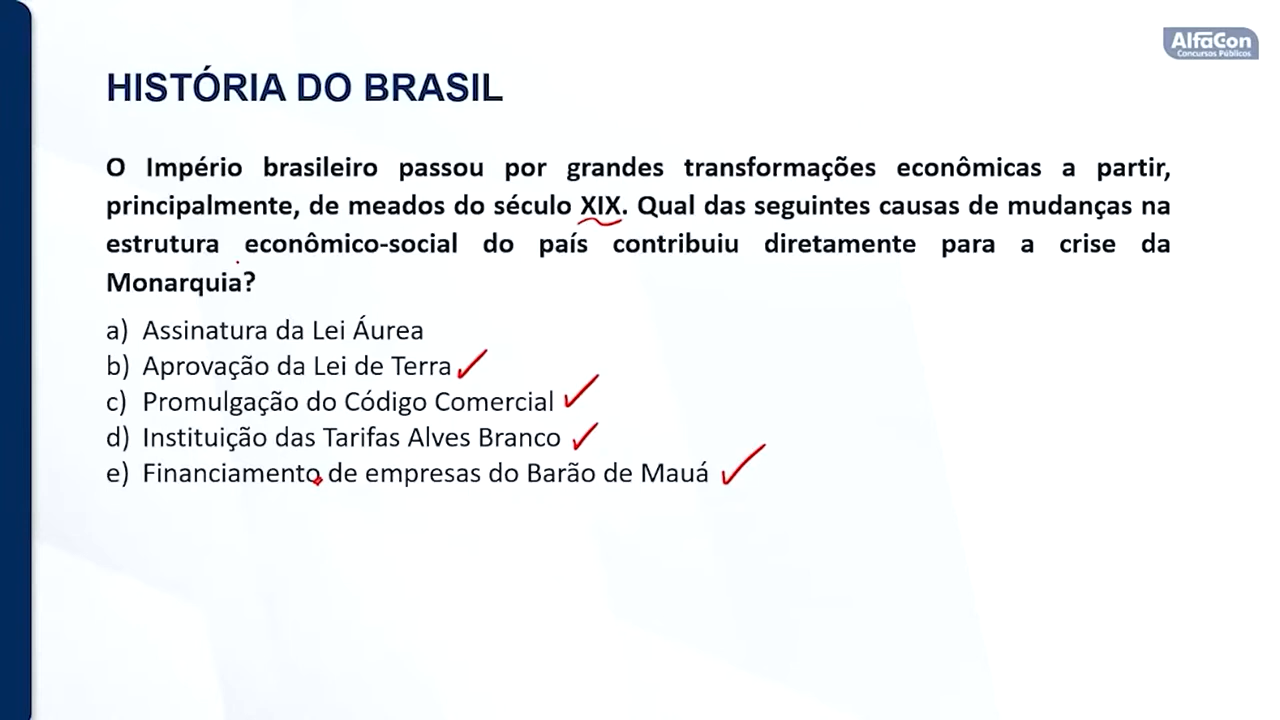 AlfaCon
Concursos Públicos
HISTÓRIA DO BRASIL
O Império brasileiro passou por grandes transformações econômicas a partir,
principalmente, de meados do século XIX. Qual das seguintes causas de mudanças na
estrutura econômico-social do país contribuiu diretamente para a crise da
Monarquia?
a) Assinatura da Lei Áurea
b) Aprovação da Lei de Terra
c) Promulgação do Código Comercial
d) Instituição das Tarifas Alves Branco
e) Financiamento de empresas do Barão de Mauá